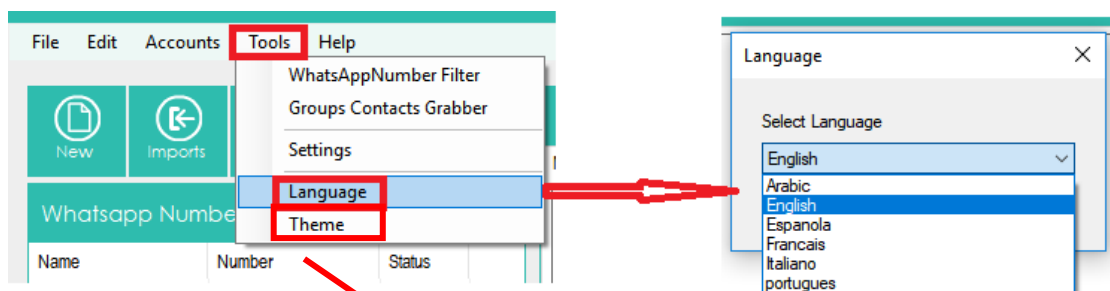 File Edit Accounts Tools Help
WhatsAppNumber Filter
Groups Contacts Grabber
Settings
Language
Theme
New
Imports
Whatsapp Numbe
Name Number Status
Language
Select Language
English
Arabic
English
Espanola
Francais
Italiano
portugues